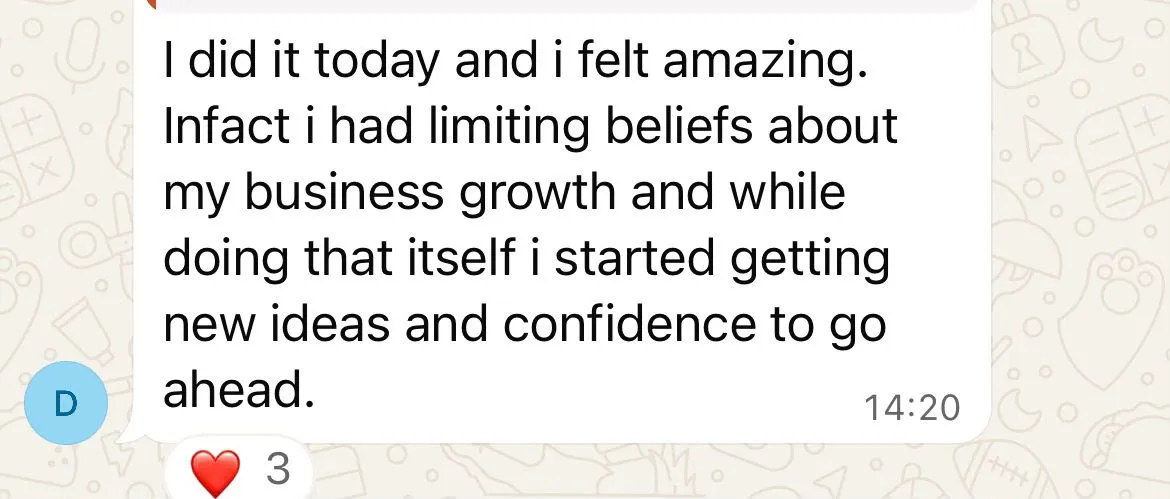 I did it today and i felt amazing.
Infact i had limiting beliefs about
my business growth and while
doing that itself i started getting
new ideas and confidence to go
ahead.
14:20
D
❤️ 3